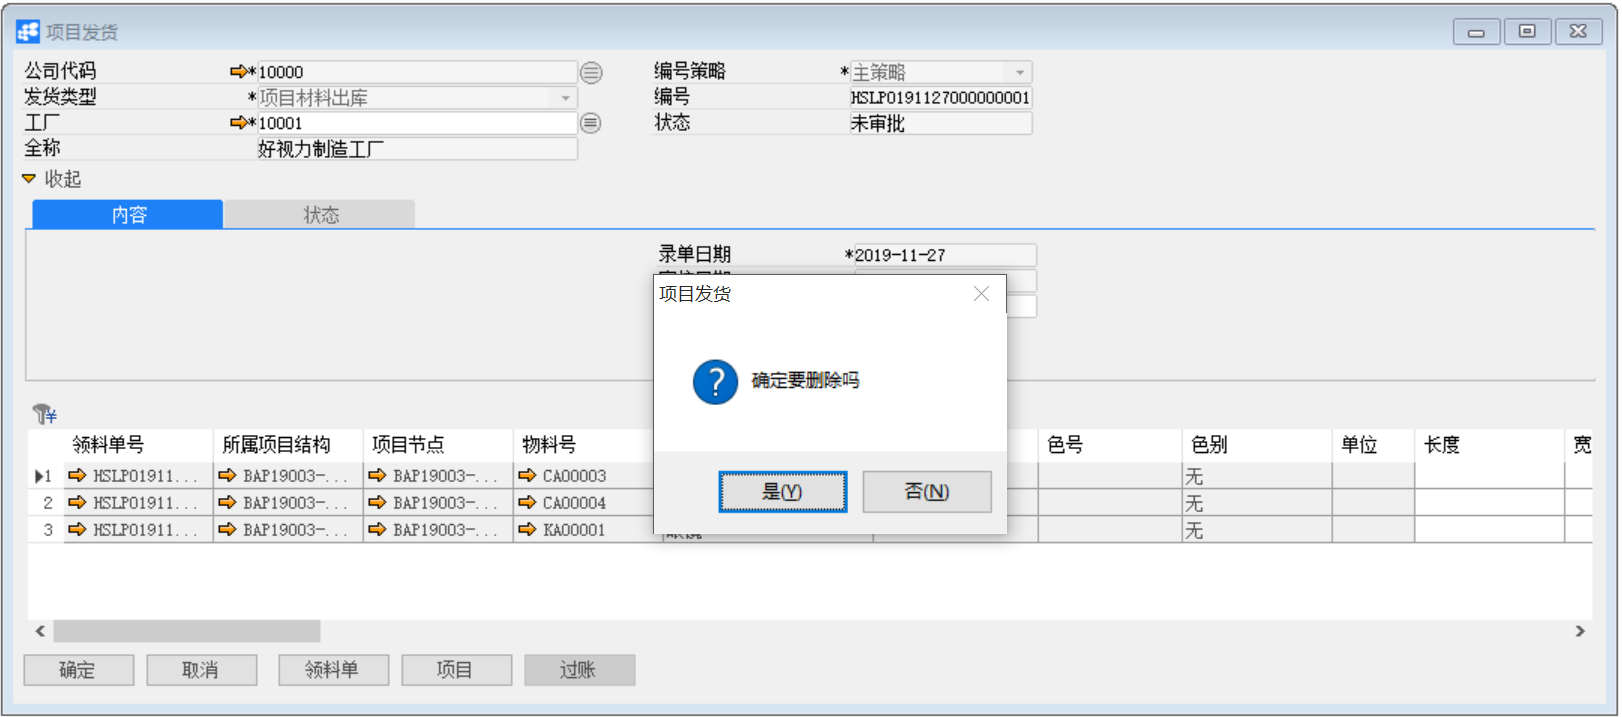 项目发货
公司代码 *10000 编号策略 *主策略
发货类型 *项目材料出库 编号 HSLP0191127000000001
工厂 *10001 状态 未审批
全称 好视力制造工厂
收起
内容 状态
录单日期 *2019-11-27
项目发货
确定要删除吗
是(Y) 否(N)
领料单号 所属项目结构 项目节点 物料号 色号 色别 单位 长度 宽
1 HSLP01911... BAP19003-... BAP19003-... CA00003 无
2 HSLP01911... BAP19003-... BAP19003-... CA00004 无
3 HSLP01911... BAP19003-... BAP19003-... KA00001 无
确定 取消 领料单 项目 过账